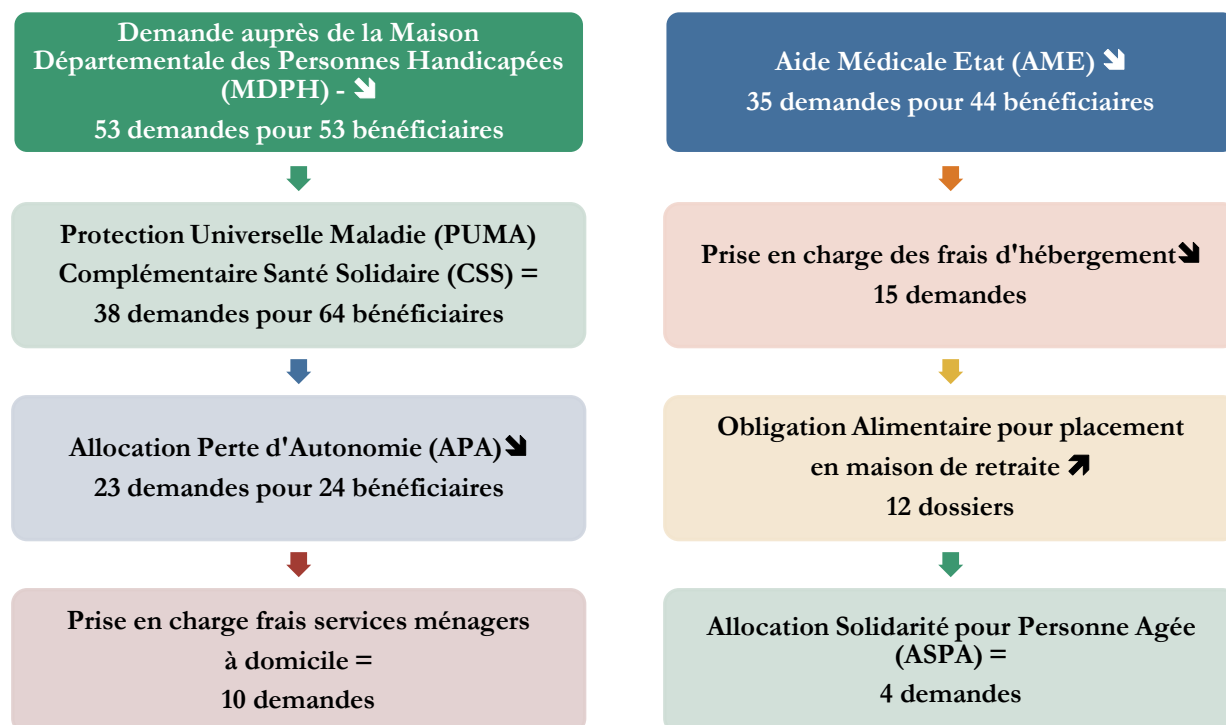 Demande auprès de la Maison
Départementale des Personnes Handicapées
(MDPH) - ⬊
53 demandes pour 53 bénéficiaires
Protection Universelle Maladie (PUMA)
Complémentaire Santé Solidaire (CSS) =
38 demandes pour 64 bénéficiaires
Allocation Perte d'Autonomie (APA)⬊
23 demandes pour 24 bénéficiaires
Prise en charge frais services ménagers
à domicile =
10 demandes
Aide Médicale Etat (AME) ⬊
35 demandes pour 44 bénéficiaires
Prise en charge des frais d'hébergement⬊
15 demandes
Obligation Alimentaire pour placement
en maison de retraite ⬈
12 dossiers
Allocation Solidarité pour Personne Agée
(ASPA) =
4 demandes